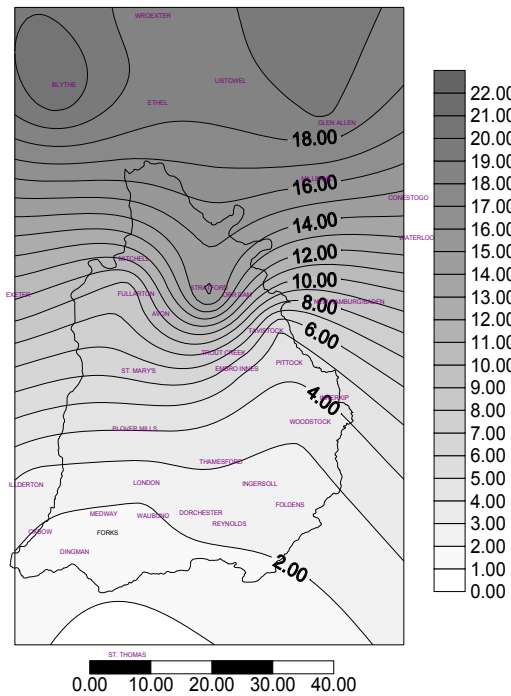 WROEXTER
BLYTHE
LISTOWEL
ETHEL
GLEN ALLEN
18.00
16.00
CONESTOGO
14.00
WATERLOO
12.00
MITCHELL
10.00
EXETER
FULLARTON
STRATFORD
8.00
AVON
TAVISTOCK
6.00
TROUT CREEK
PITTOCK
ST. MARY'S
EMBRO INNES
4.00
WOODSTOCK
PLOVER MILLS
THAMESFORD
ILLDERTON
LONDON
INGERSOLL
FOLDENS
MEDWAY
WAUBUNO
DORCHESTER
REYNOLDS
OXBOW
FORKS
DINGMAN
2.00
ST. THOMAS
0.00 10.00 20.00 30.00 40.00
22.00
21.00
20.00
19.00
18.00
17.00
16.00
15.00
14.00
13.00
12.00
11.00
10.00
9.00
8.00
7.00
6.00
5.00
4.00
3.00
2.00
1.00
0.00